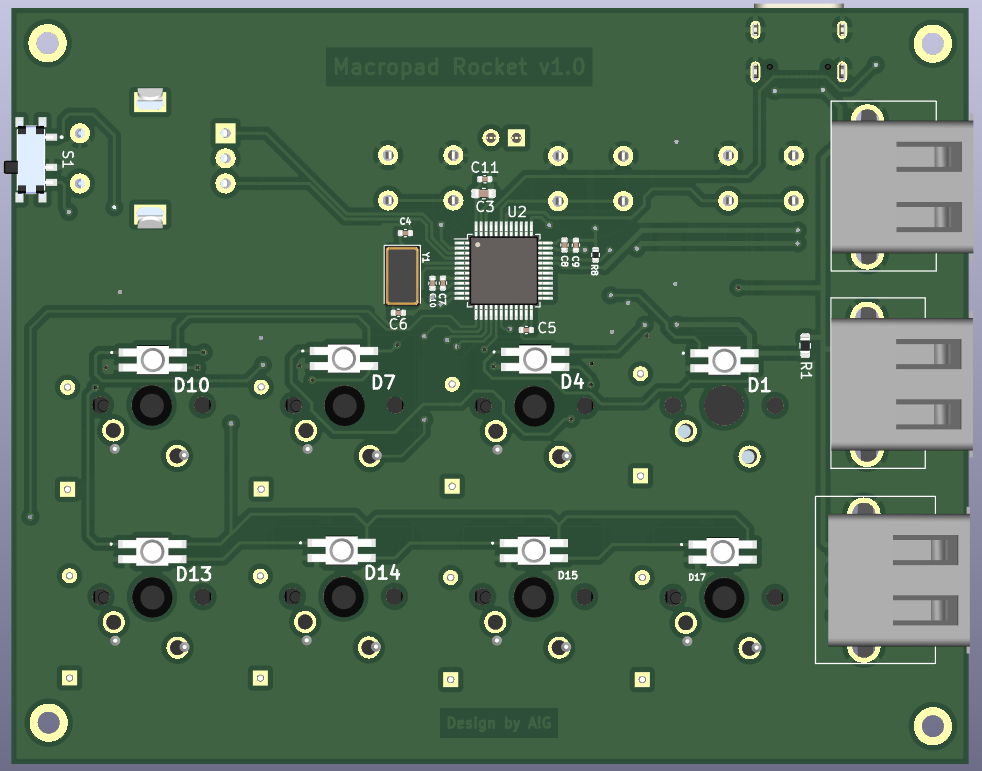 Macropad Rocket v1.0
S1
C11
C3
U2
C4
Y1
C8
C9
R8
C10
C7
C6
C5
R1
D10
D7
D4
D1
D13
D14
D15
D17
Design by A!G